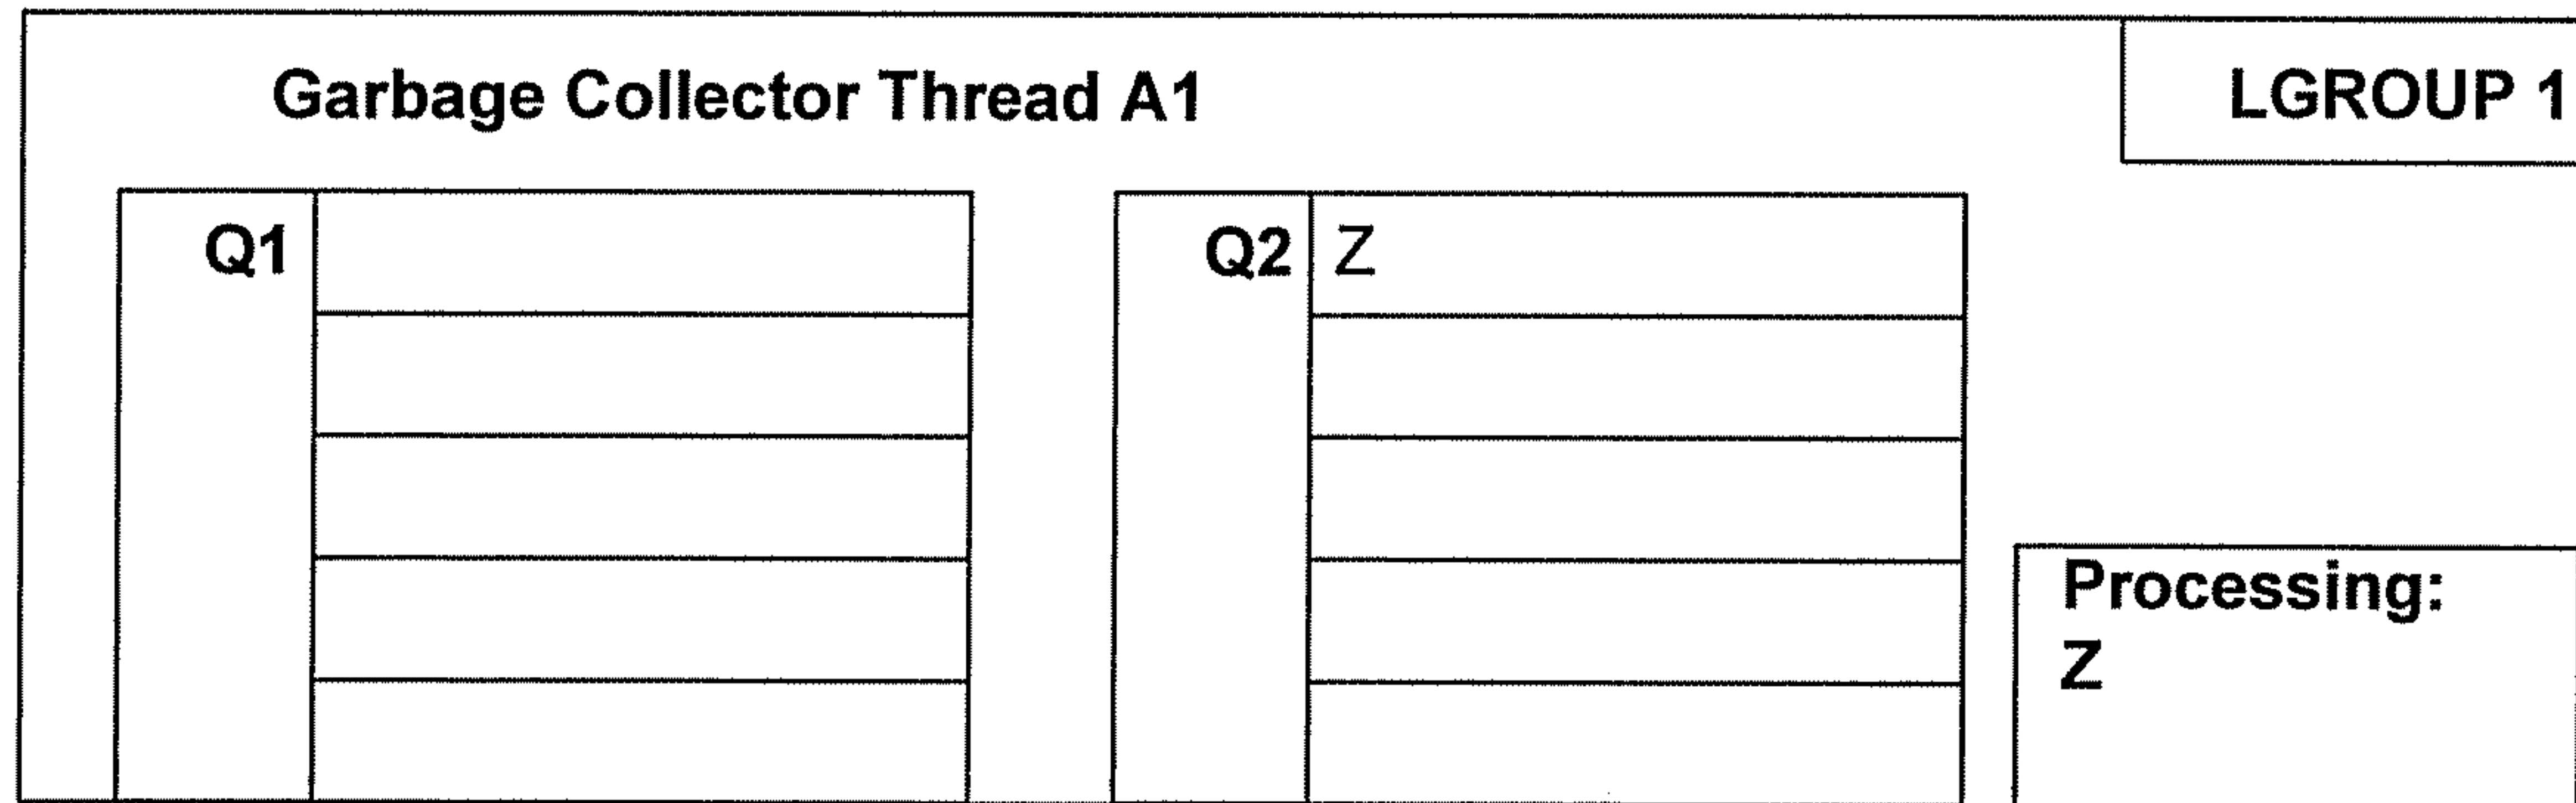 Garbage Collector Thread A1
LGROUP 1
Q1
Q2
Z
Processing:
Z